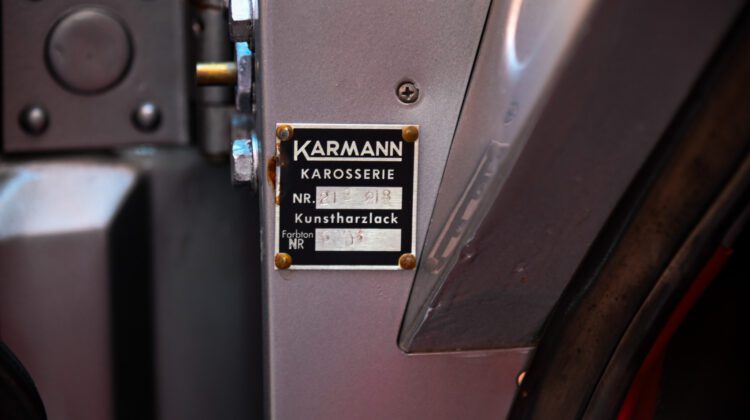 KARMANN
KAROSSERIE
NR.
Kunstharzlack
Farbton
NR